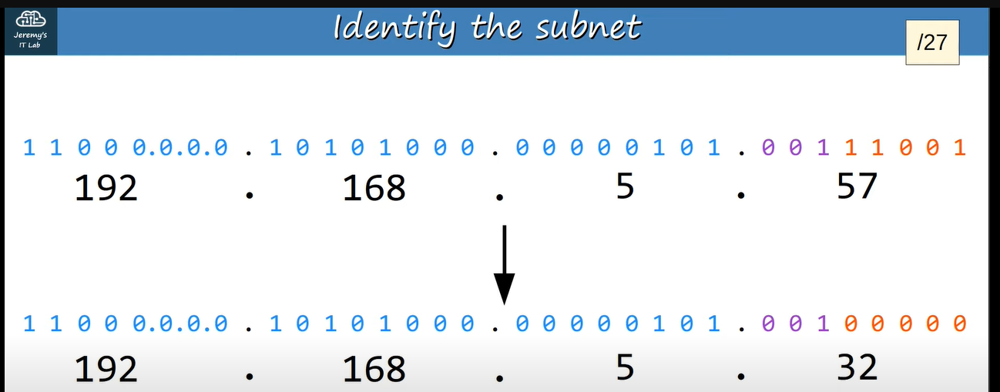 Jeremy's
IT Lab
Identify the subnet
/27
1 1 0 0 0.0.0.0 . 1 0 1 0 1 0 0 0 . 0 0 0 0 0 1 0 1 . 0 0 1 1 1 0 0 1
192 . 168 . 5 . 57
1 1 0 0 0.0.0.0 . 1 0 1 0 1 0 0 0 . 0 0 0 0 0 1 0 1 . 0 0 1 0 0 0 0 0
192 . 168 . 5 . 32